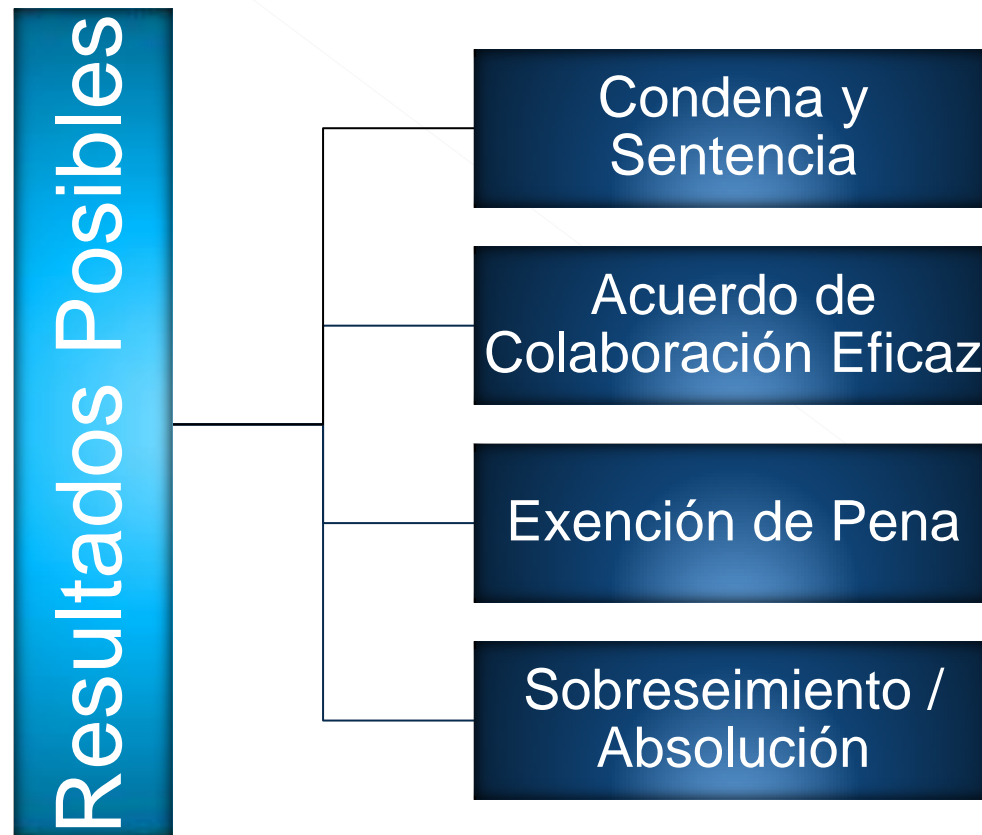 Resultados Posibles
Condena y
Sentencia
Acuerdo de
Colaboración Eficaz
Exención de Pena
Sobreseimiento /
Absolución